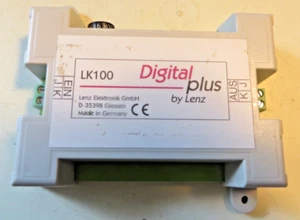 LK100
Digital
plus
by Lenz
Lenz Elektronik GmbH
D-35398 Giessen
Made in Germany
CE
J K
EIN
AUS
K J